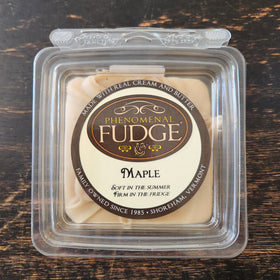 MADE WITH REAL CREAM AND BUTTER
PHENOMENAL
FUDGE
MAPLE
SOFT IN THE SUMMER
FIRM IN THE FRIDGE
FAMILY OWNED SINCE 1985 • SHOREHAM, VERMONT